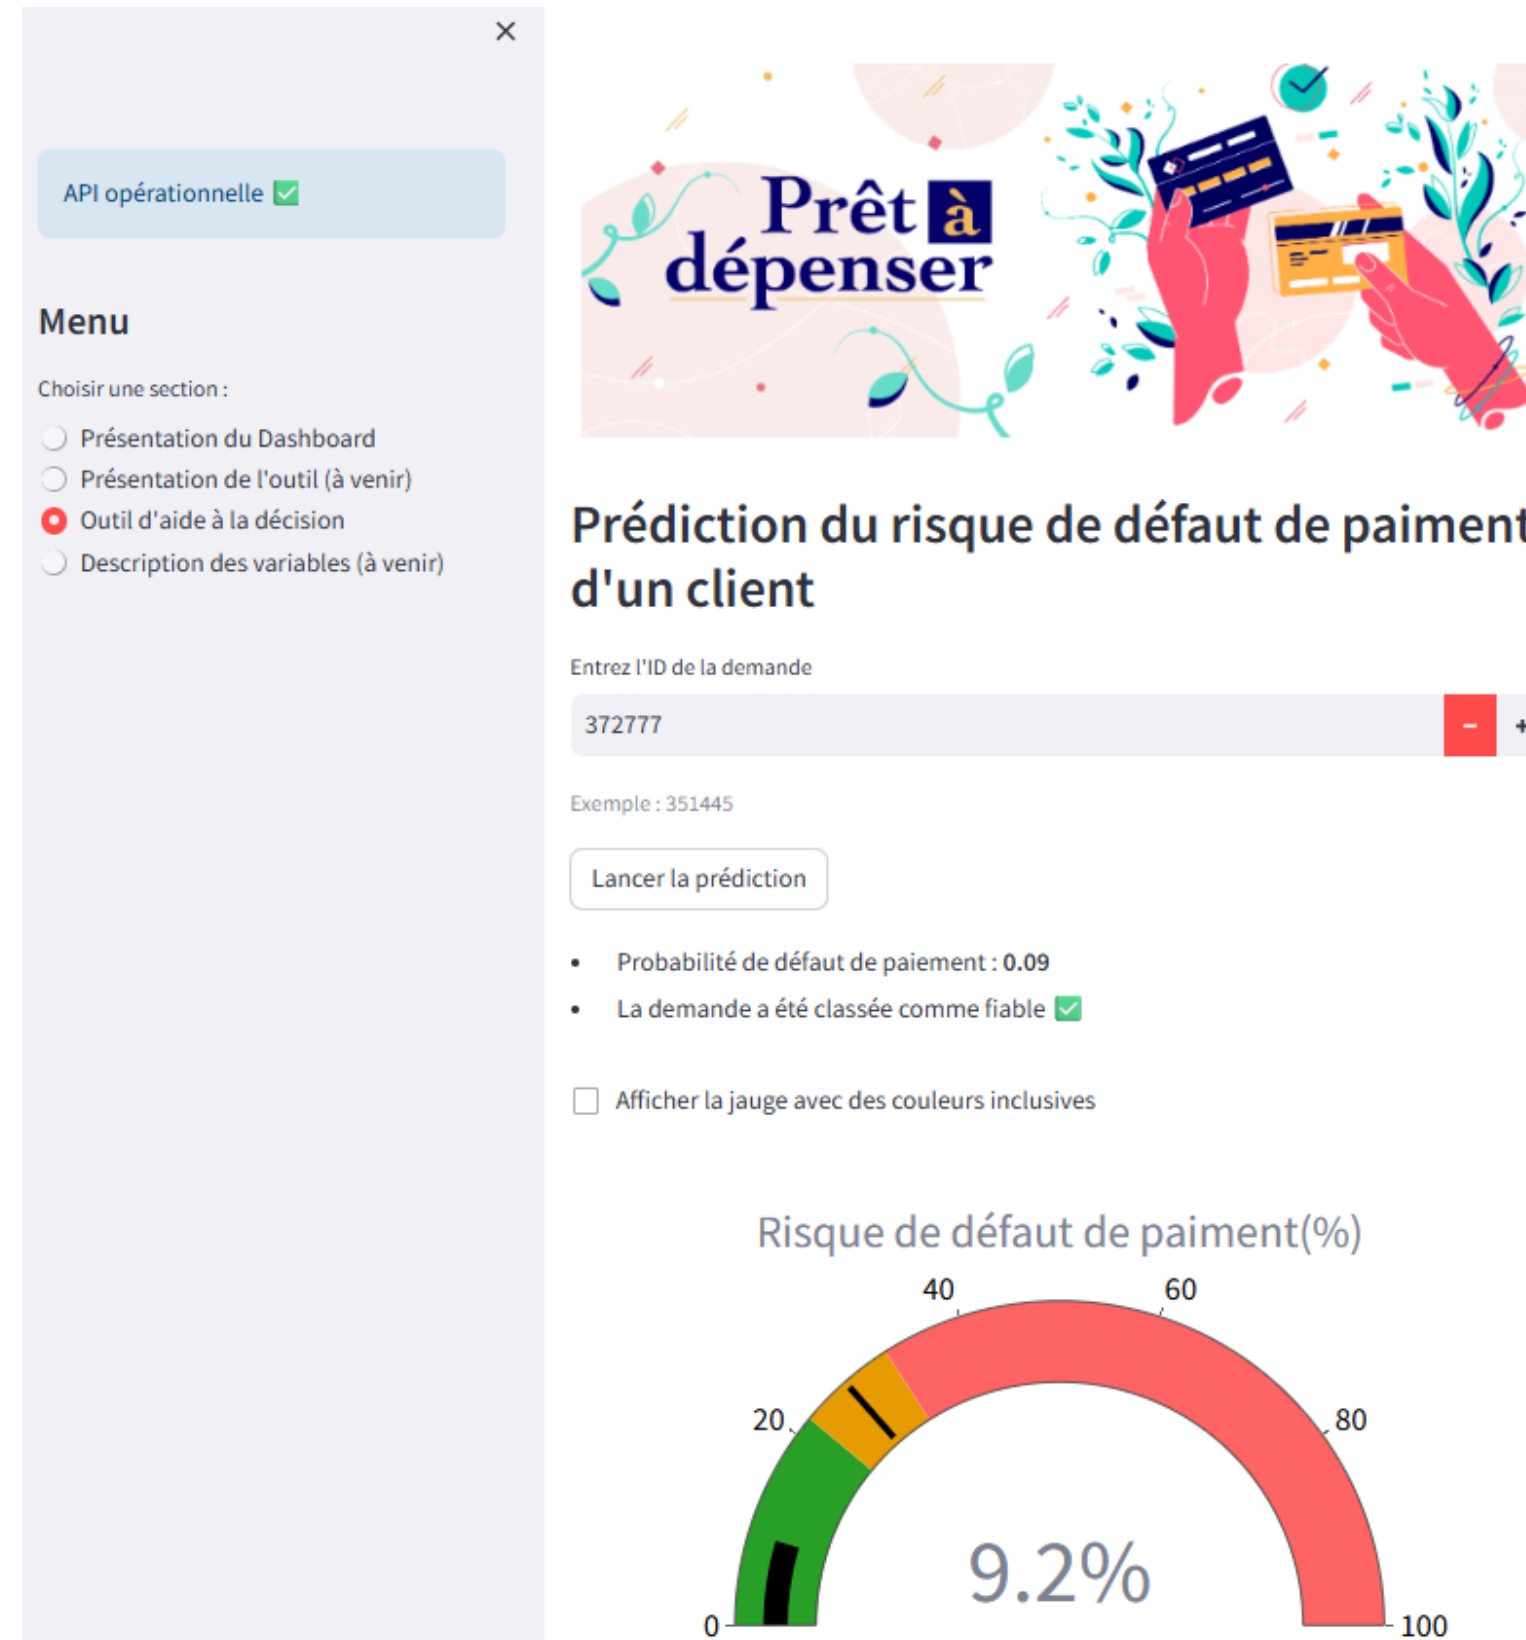 ×
API opérationnelle ✅
Menu
Choisir une section :
Présentation du Dashboard
Présentation de l'outil (à venir)
Outil d'aide à la décision
Description des variables (à venir)
Prêt à
dépenser
Prédiction du risque de défaut de paiment
d'un client
Entrez l'ID de la demande
372777
− +
Exemple : 351445
Lancer la prédiction
• Probabilité de défaut de paiement : 0.09
• La demande a été classée comme fiable ✅
Afficher la jauge avec des couleurs inclusives
Risque de défaut de paiment(%)
40 60
20 80
9.2%
0 100